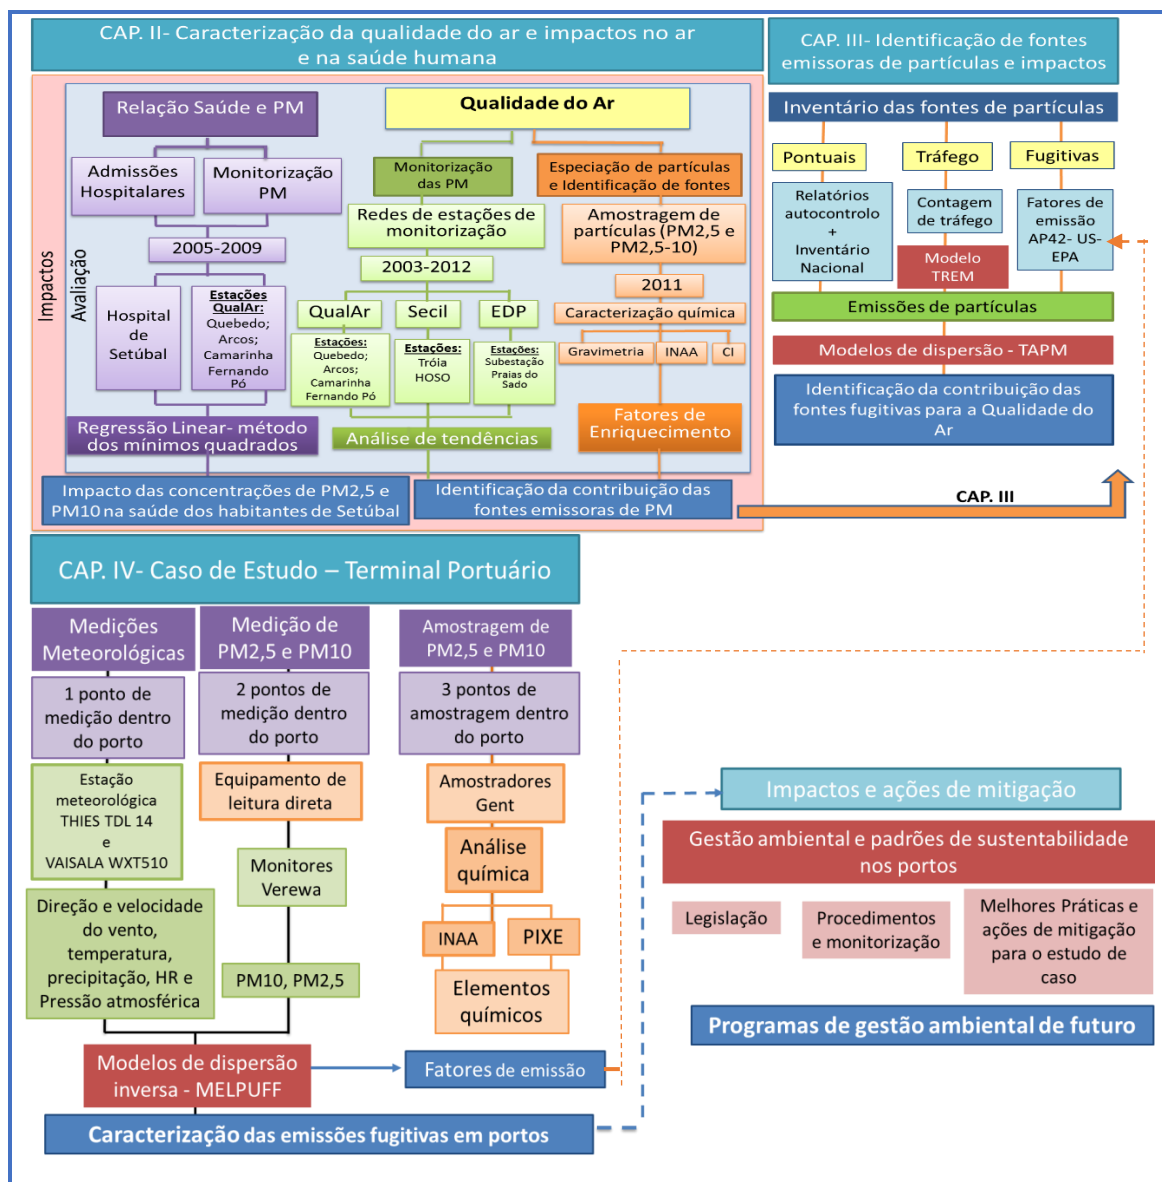 CAP. II- Caracterização da qualidade do ar e impactos no ar
e na saúde humana
Impactos
Avaliação
Relação Saúde e PM
Admissões
Hospitalares
Monitorização
PM
2005-2009
Hospital
de
Setúbal
Estações
QualAr:
Quebedo;
Arcos;
Camarinha
Fernando
Pó
Regressão Linear- método
dos mínimos quadrados
Impacto das concentrações de PM2,5 e
PM10 na saúde dos habitantes de Setúbal
Qualidade do Ar
Monitorização
das PM
Redes de estações de
monitorização
2003-2012
QualAr
Secil
EDP
Estações:
Quebedo;
Arcos;
Camarinha
Fernando Pó
Estações:
Tróia
HOSO
Estações:
Subestação
Praias do
Sado
Análise de tendências
Especiação de partículas
e Identificação de fontes
Amostragem de
partículas (PM2,5 e
PM2,5-10)
2011
Caracterização química
Gravimetria
INAA
CI
Fatores de
Enriquecimento
Identificação da contribuição das
fontes emissoras de PM
CAP. III
CAP. III- Identificação de fontes
emissoras de partículas e impactos
Inventário das fontes de partículas
Pontuais
Tráfego
Fugitivas
Relatórios
autocontrolo
+
Inventário
Nacional
Contagem
de tráfego
Modelo
TREM
Fatores de
emissão
AP42- US-
EPA
Emissões de partículas
Modelos de dispersão - TAPM
Identificação da contribuição das
fontes fugitivas para a Qualidade do
Ar
CAP. IV- Caso de Estudo – Terminal Portuário
Medições
Meteorológicas
1 ponto de
medição dentro
do porto
Estação
meteorológica
THIES TDL 14
e
VAISALA WXT510
Direção e velocidade
do vento,
temperatura,
precipitação, HR e
Pressão atmosférica
Medição de
PM2,5 e PM10
2 pontos de
medição dentro
do porto
Equipamento de
leitura direta
Monitores
Verewa
PM10, PM2,5
Amostragem de
PM2,5 e PM10
3 pontos de
amostragem dentro
do porto
Amostradores
Gent
Análise
química
INAA
PIXE
Elementos
químicos
Modelos de dispersão
inversa - MELPUFF
Fatores de emissão
Caracterização das emissões fugitivas em portos
Impactos e ações de mitigação
Gestão ambiental e padrões de sustentabilidade
nos portos
Legislação
Procedimentos
e monitorização
Melhores Práticas e
ações de mitigação
para o estudo de
caso
Programas de gestão ambiental de futuro